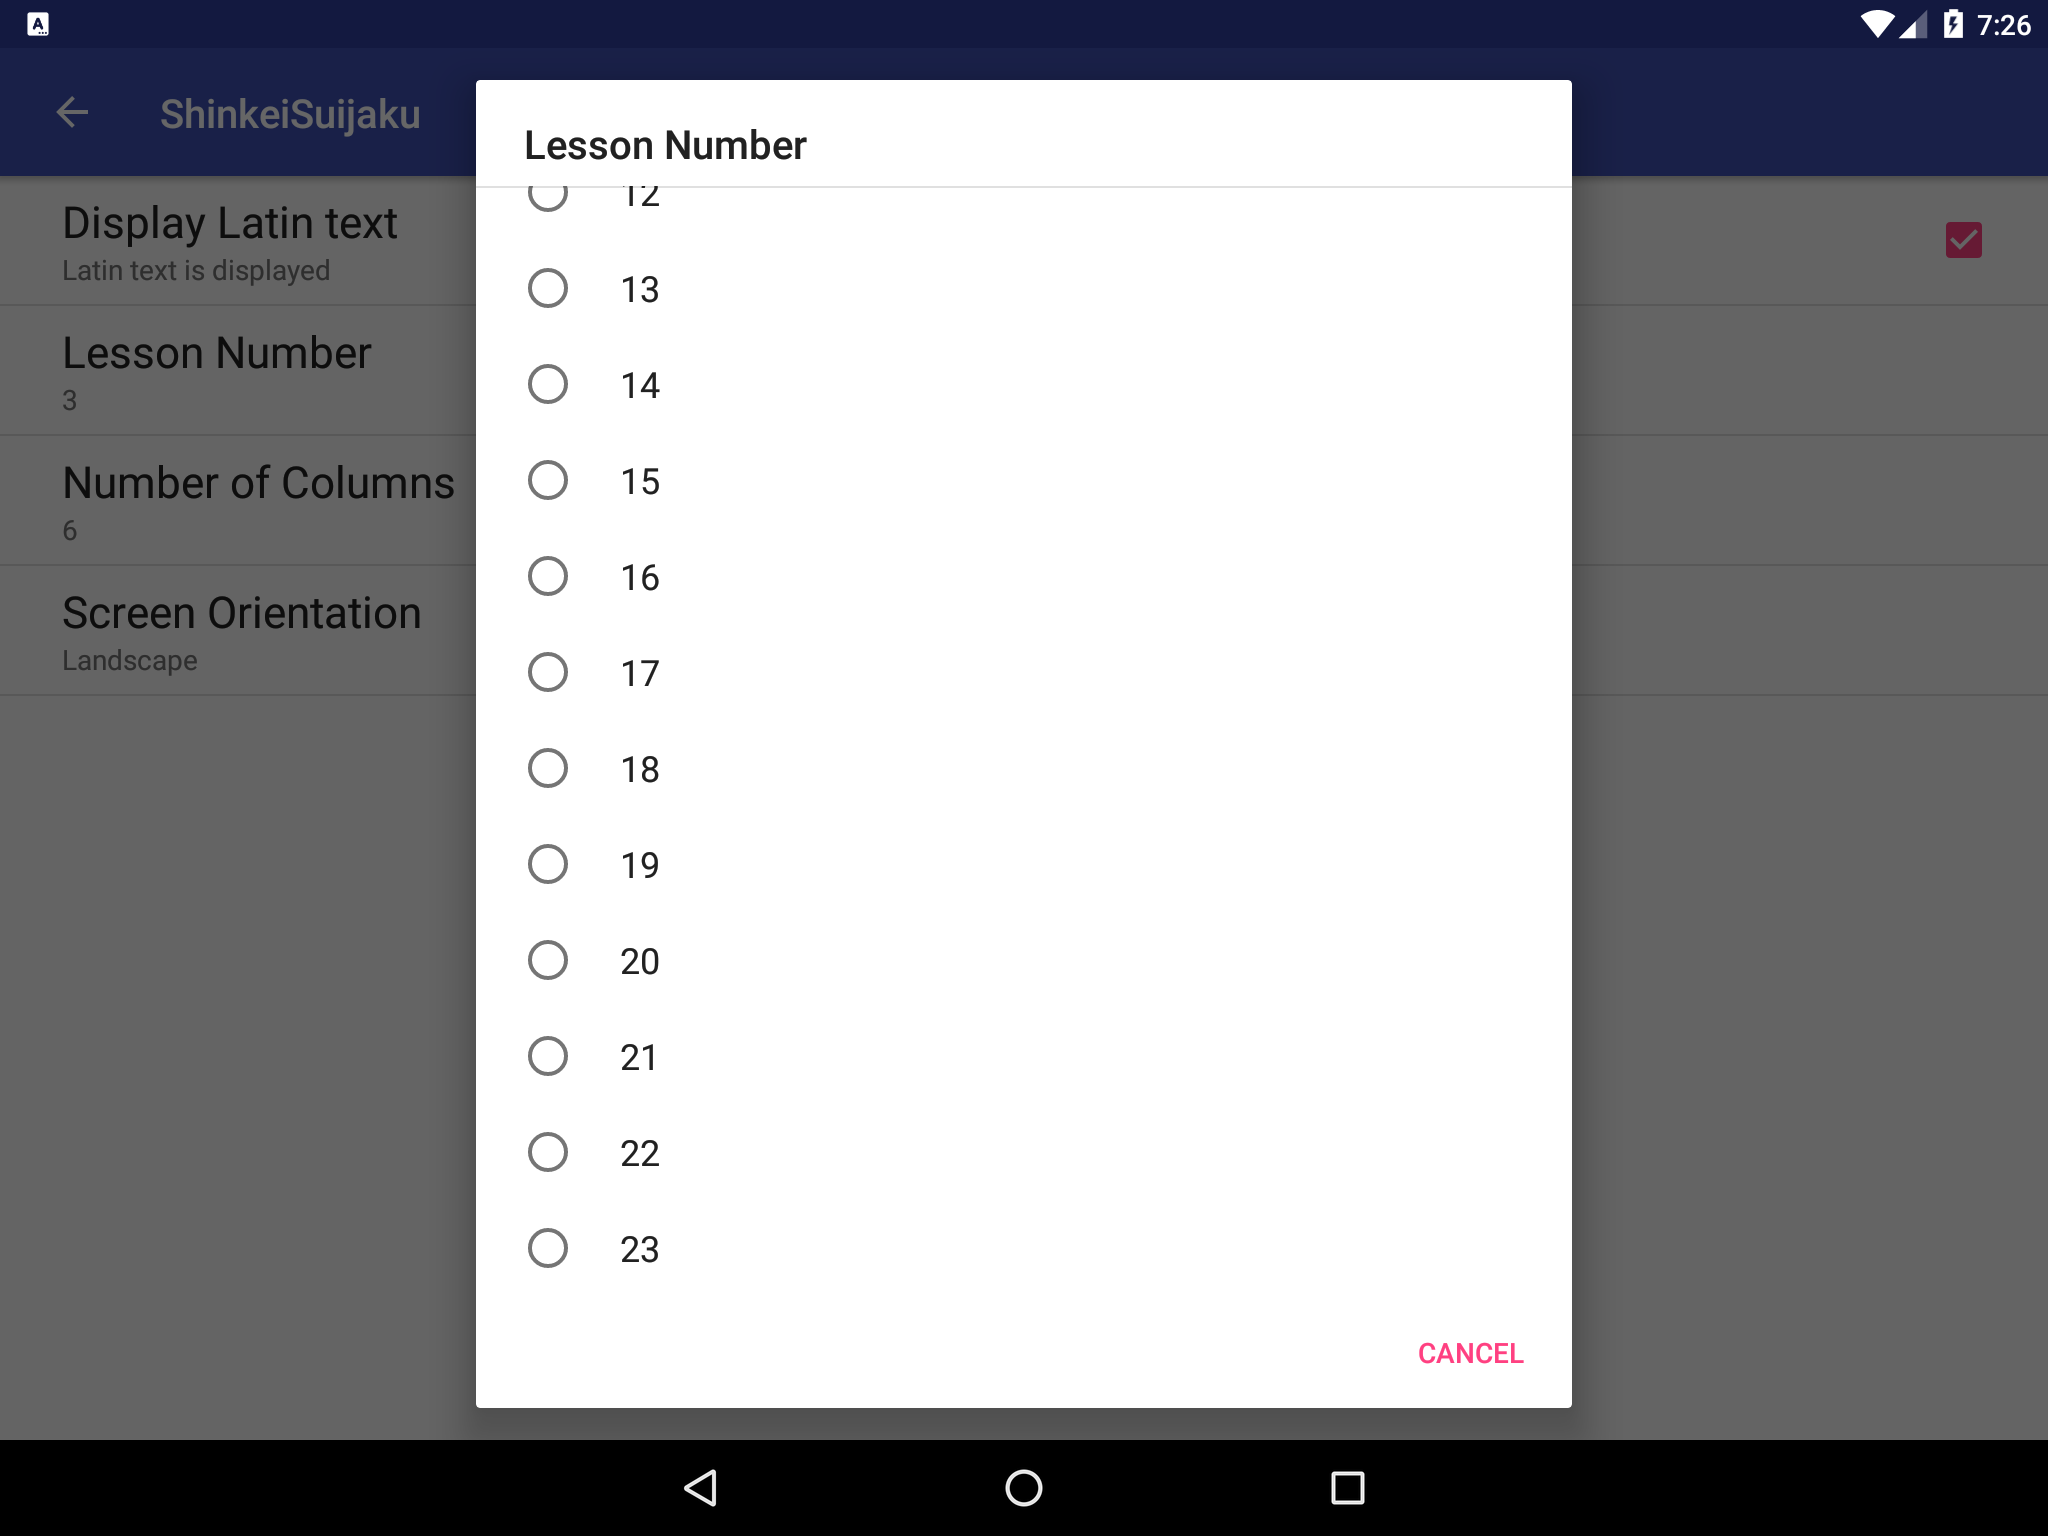 7:26
ShinkeiSuijaku
Display Latin text
Latin text is displayed
Lesson Number
3
Number of Columns
6
Screen Orientation
Landscape
Lesson Number
12
13
14
15
16
17
18
19
20
21
22
23
CANCEL